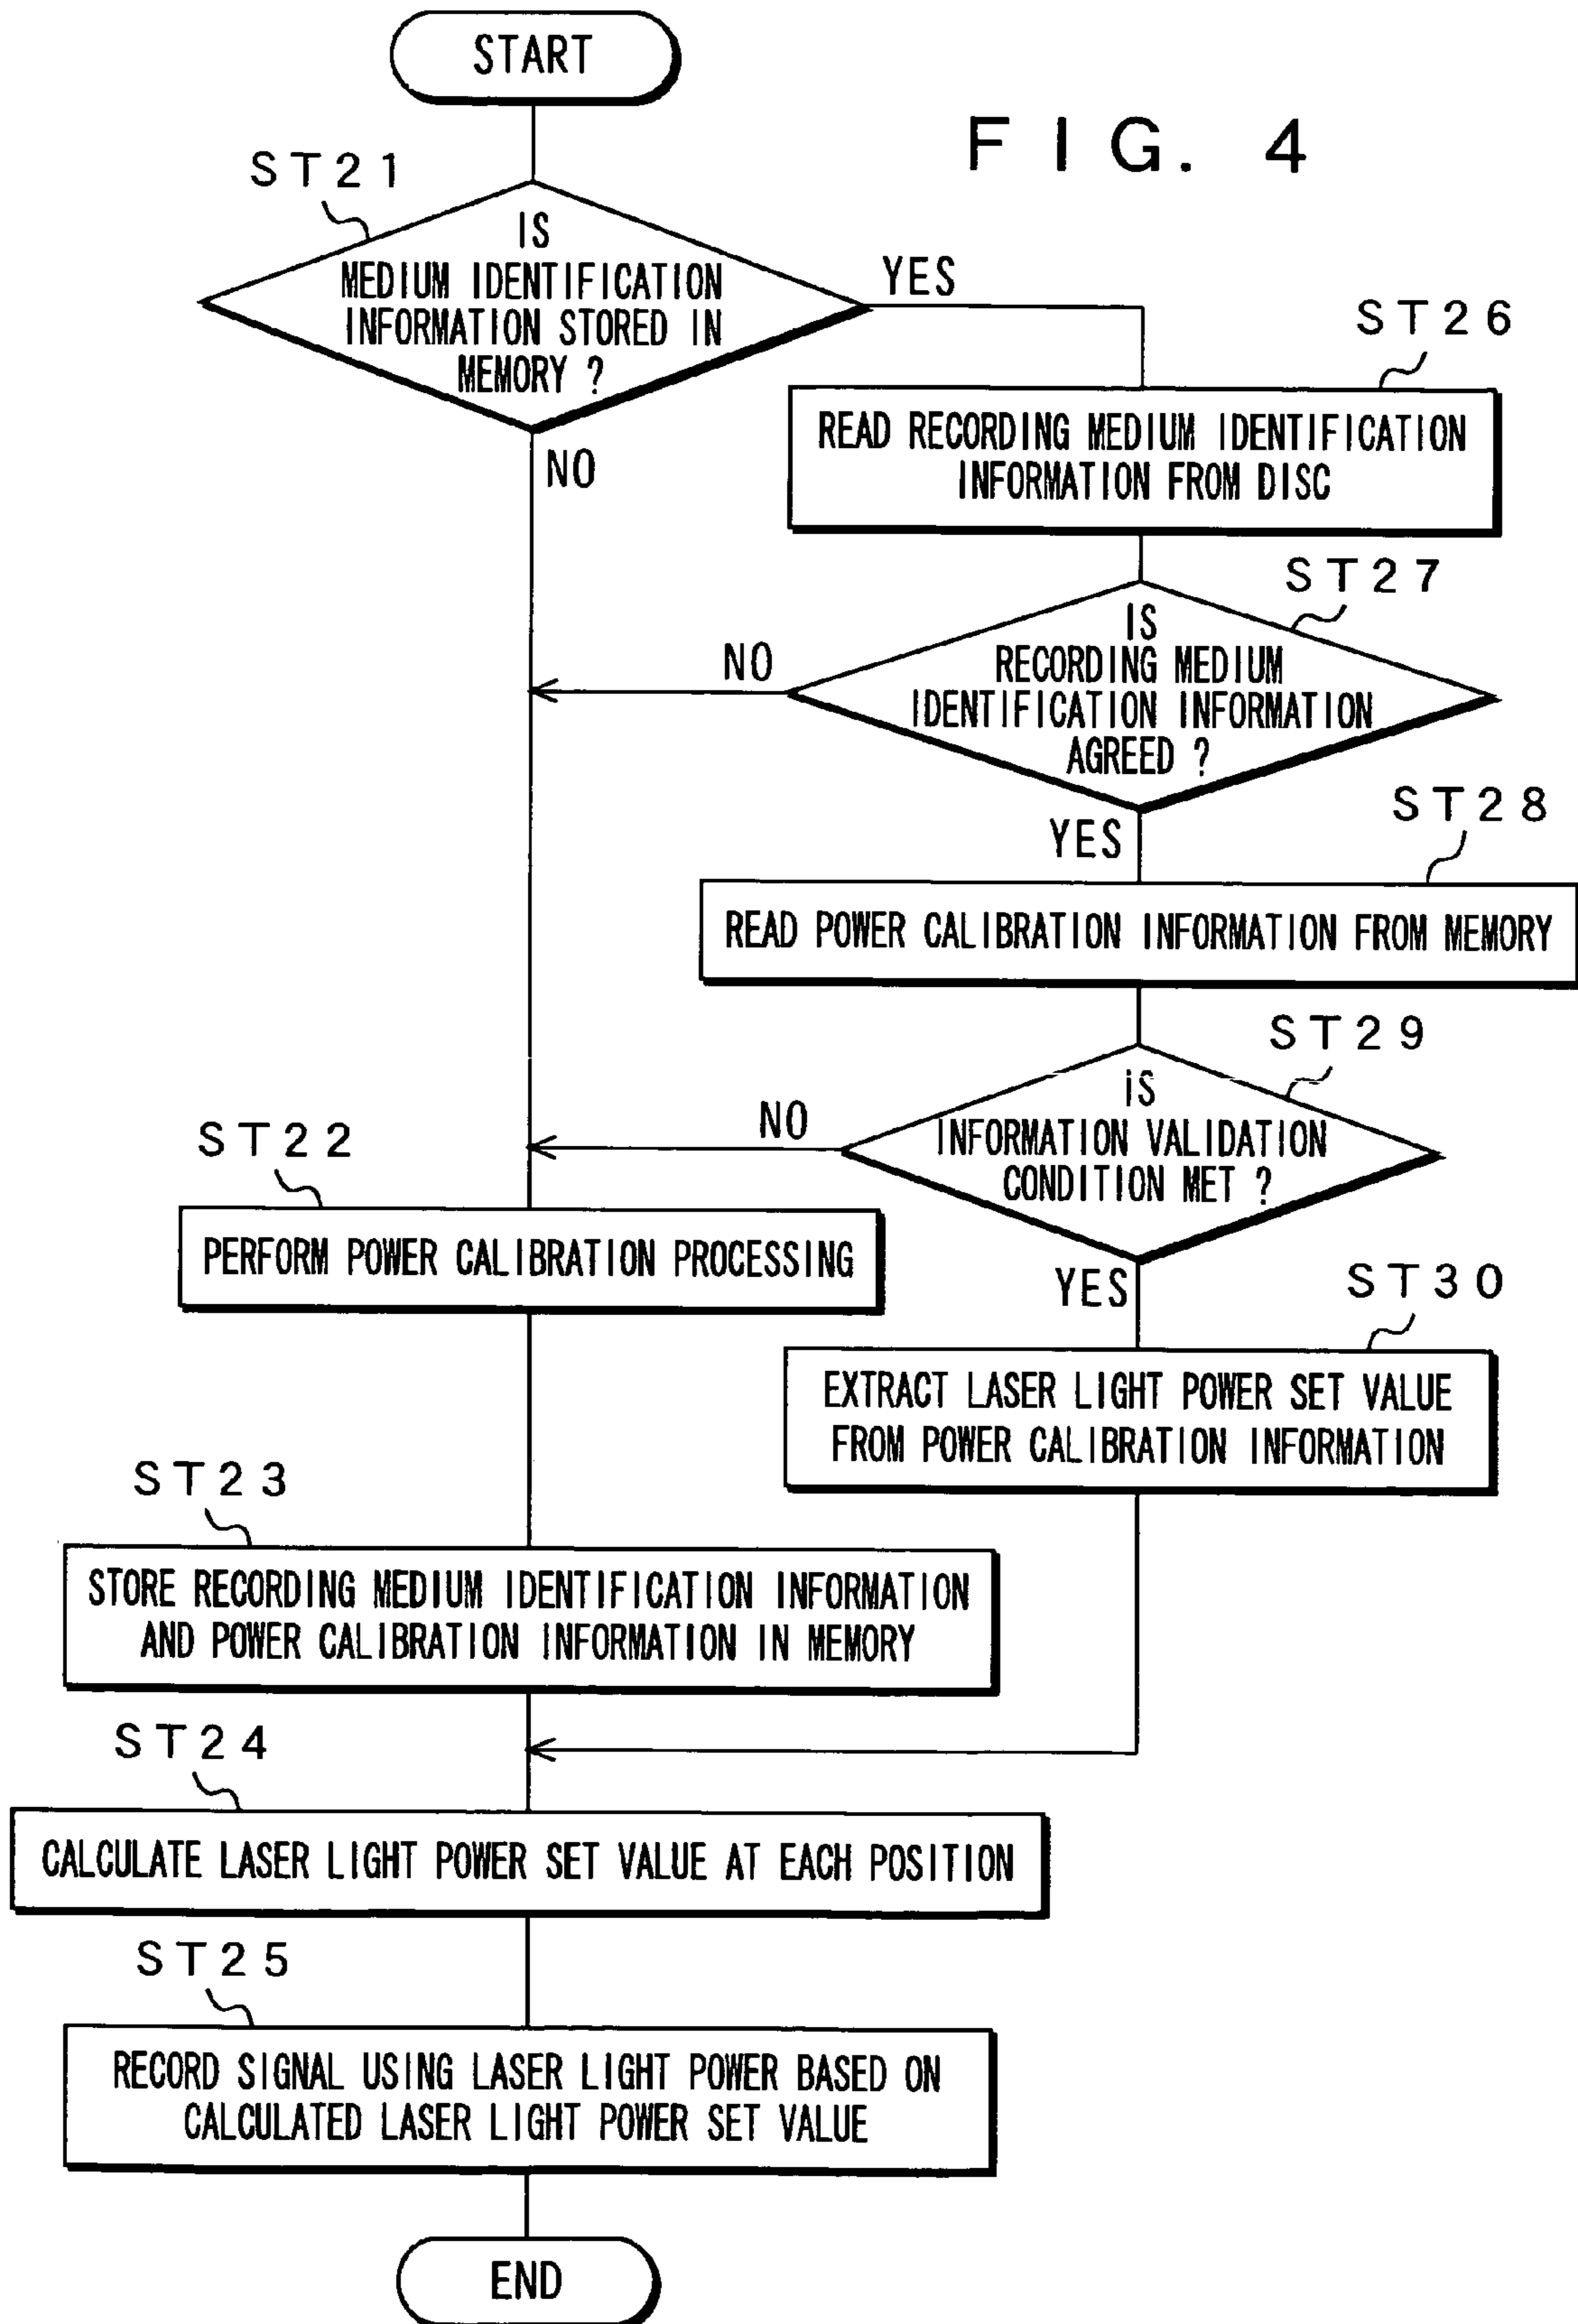 START
FIG. 4
ST21
IS
MEDIUM IDENTIFICATION
INFORMATION STORED IN
MEMORY ?
YES
NO
ST26
READ RECORDING MEDIUM IDENTIFICATION
INFORMATION FROM DISC
ST27
IS
RECORDING MEDIUM
IDENTIFICATION INFORMATION
AGREED ?
NO
YES
ST28
READ POWER CALIBRATION INFORMATION FROM MEMORY
ST29
iS
INFORMATION VALIDATION
CONDITION MET ?
NO
YES
ST22
PERFORM POWER CALIBRATION PROCESSING
ST30
EXTRACT LASER LIGHT POWER SET VALUE
FROM POWER CALIBRATION INFORMATION
ST23
STORE RECORDING MEDIUM IDENTIFICATION INFORMATION
AND POWER CALIBRATION INFORMATION IN MEMORY
ST24
CALCULATE LASER LIGHT POWER SET VALUE AT EACH POSITION
ST25
RECORD SIGNAL USING LASER LIGHT POWER BASED ON
CALCULATED LASER LIGHT POWER SET VALUE
END